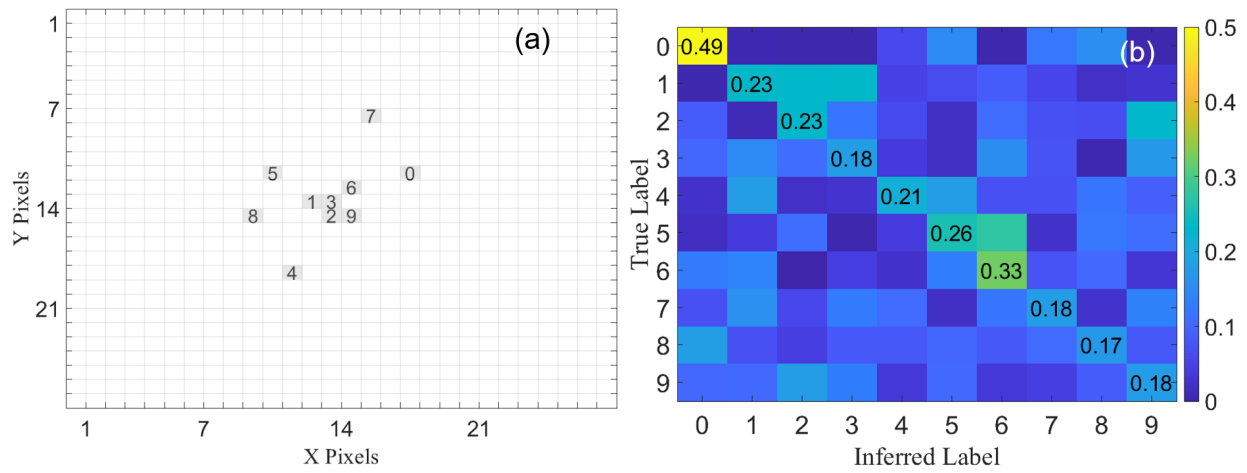 (a)
1
7
14
21
Y Pixels
7
5 0
6
1 3
8 2 9
4
1 7 14 21
X Pixels
(b)
0 1 2 3 4 5 6 7 8 9
True Label
0.49
0.23
0.23
0.18
0.21
0.26
0.33
0.18
0.17
0.18
0 1 2 3 4 5 6 7 8 9
Inferred Label
0.5
0.4
0.3
0.2
0.1
0